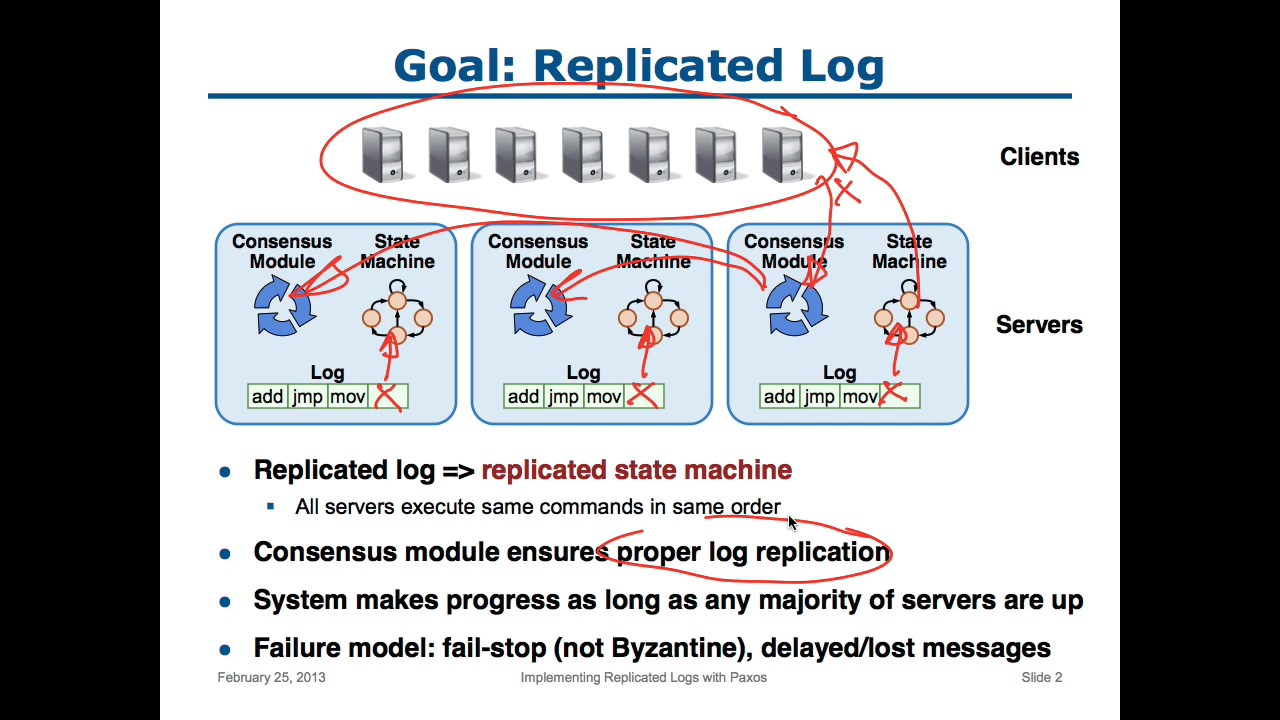 Goal: Replicated Log
Clients
X
Consensus Module
State Machine
Consensus Module
State Machine
Consensus Module
State Machine
Servers
Log
Log
Log
add jmp mov X
add jmp mov X
add jmp mov X
• Replicated log => replicated state machine
▪ All servers execute same commands in same order
• Consensus module ensures proper log replication
• System makes progress as long as any majority of servers are up
• Failure model: fail-stop (not Byzantine), delayed/lost messages
February 25, 2013
Implementing Replicated Logs with Paxos
Slide 2